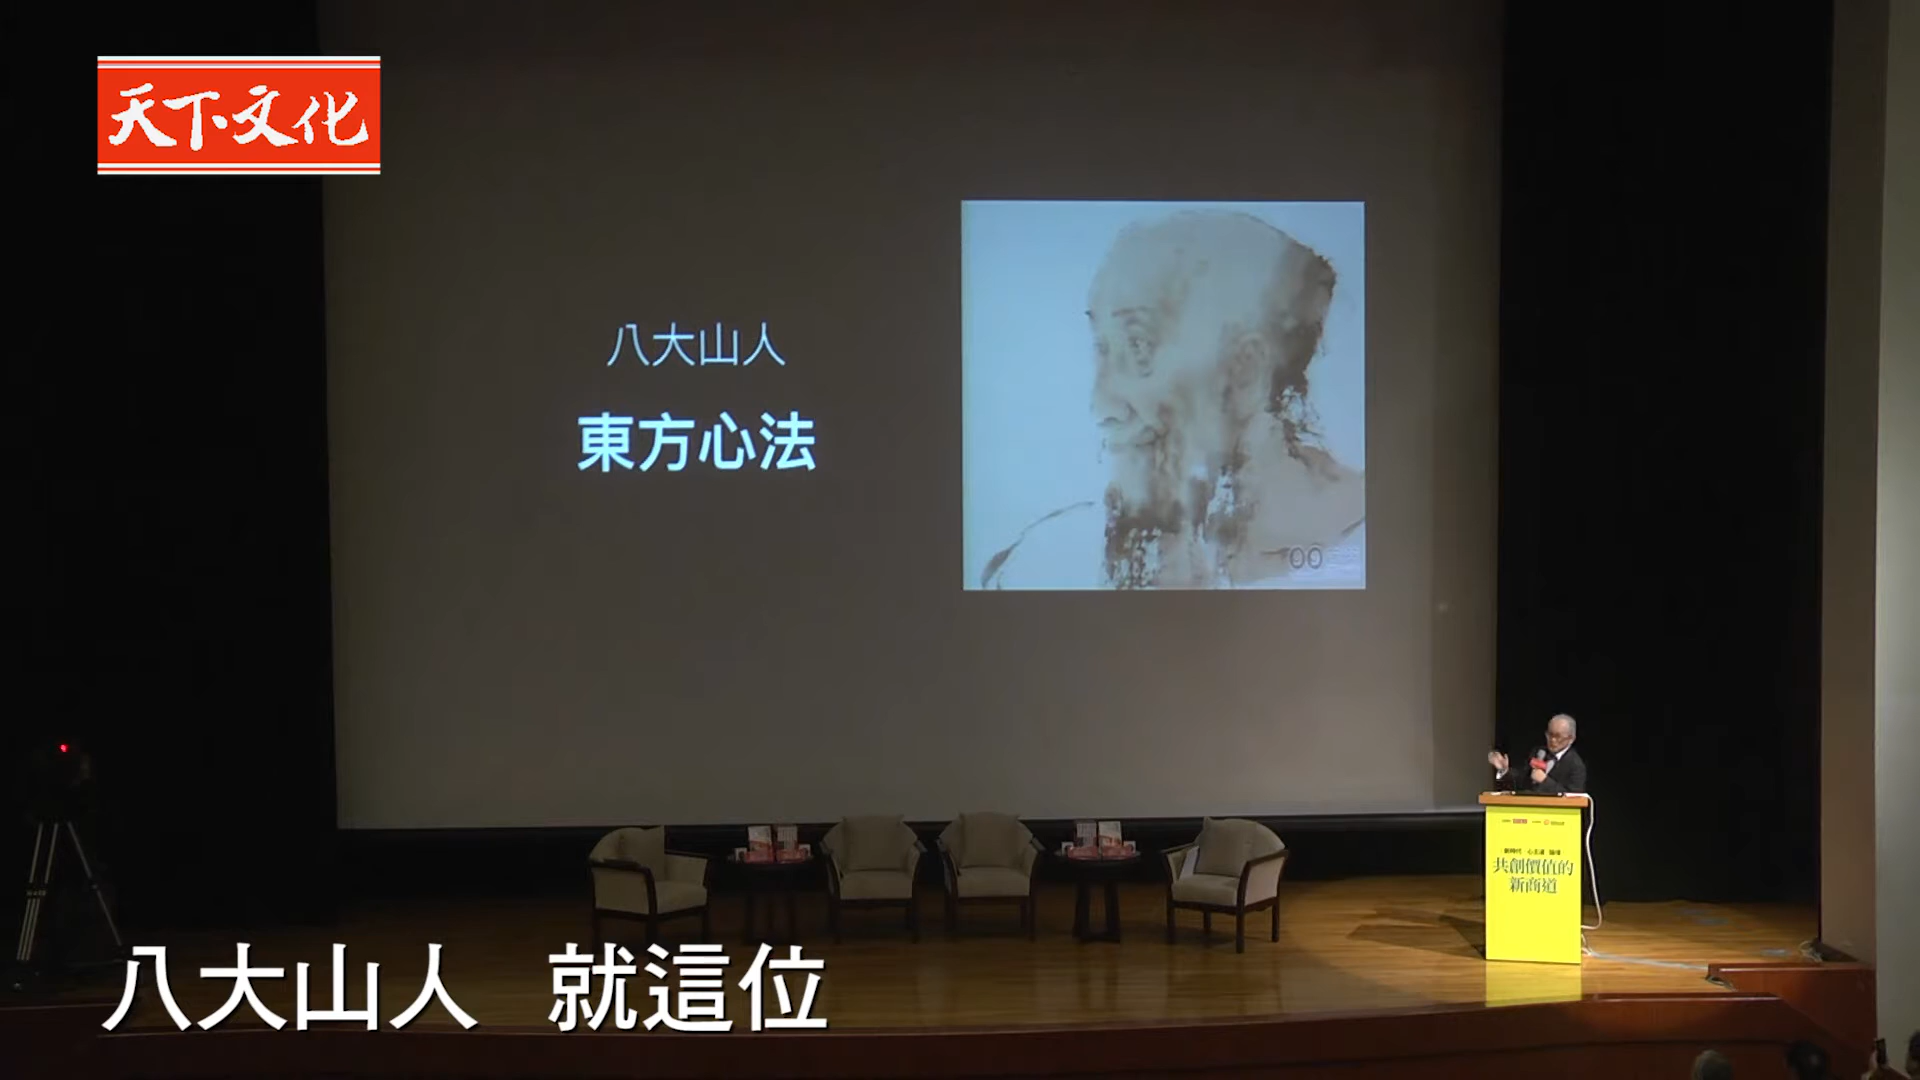 天下文化
八大山人
東方心法
共創價值的
新商道
八大山人 就這位